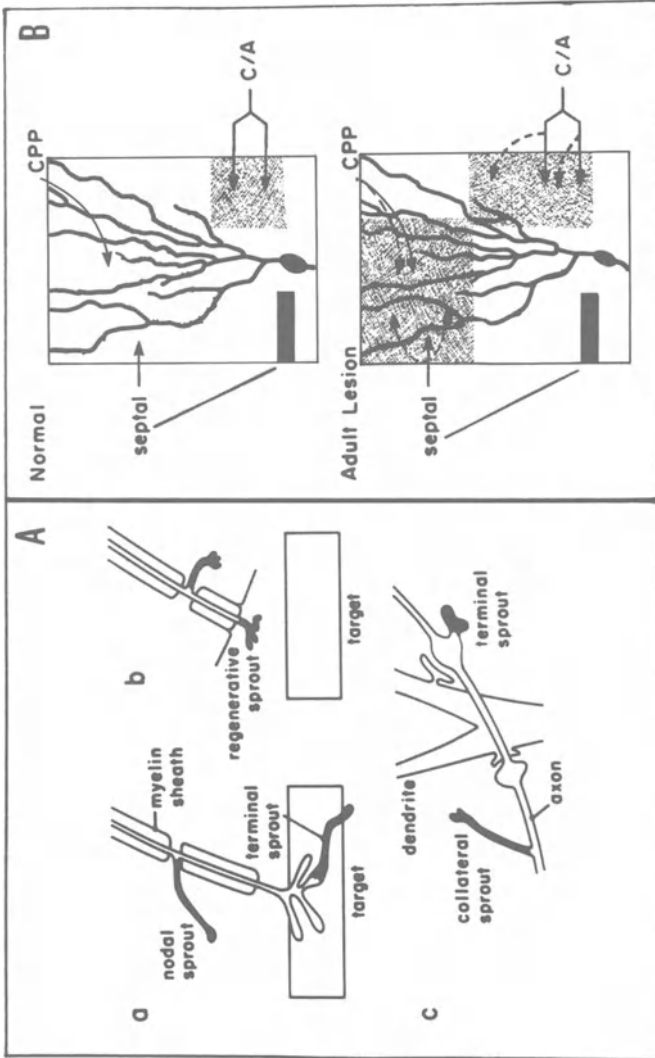 A
a
nodal
sprout
myelin
sheath
terminal
sprout
target
b
regenerative
sprout
target
c
dendrite
collateral
sprout
axon
terminal
sprout
B
Normal
CPP
septal
C/A
Adult Lesion
CPP
septal
C/A